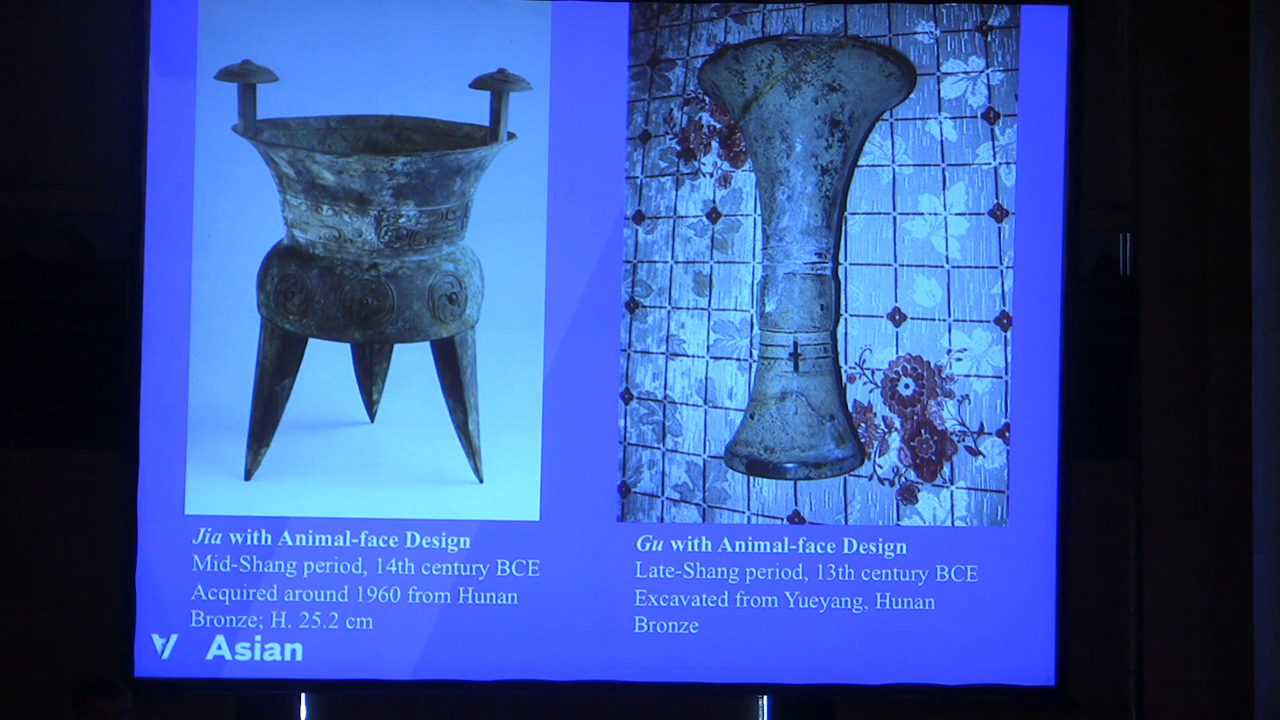 Jia with Animal-face Design
Mid-Shang period, 14th century BCE
Acquired around 1960 from Hunan
Bronze; H. 25.2 cm
Gu with Animal-face Design
Late-Shang period, 13th century BCE
Excavated from Yueyang, Hunan
Bronze
Asian